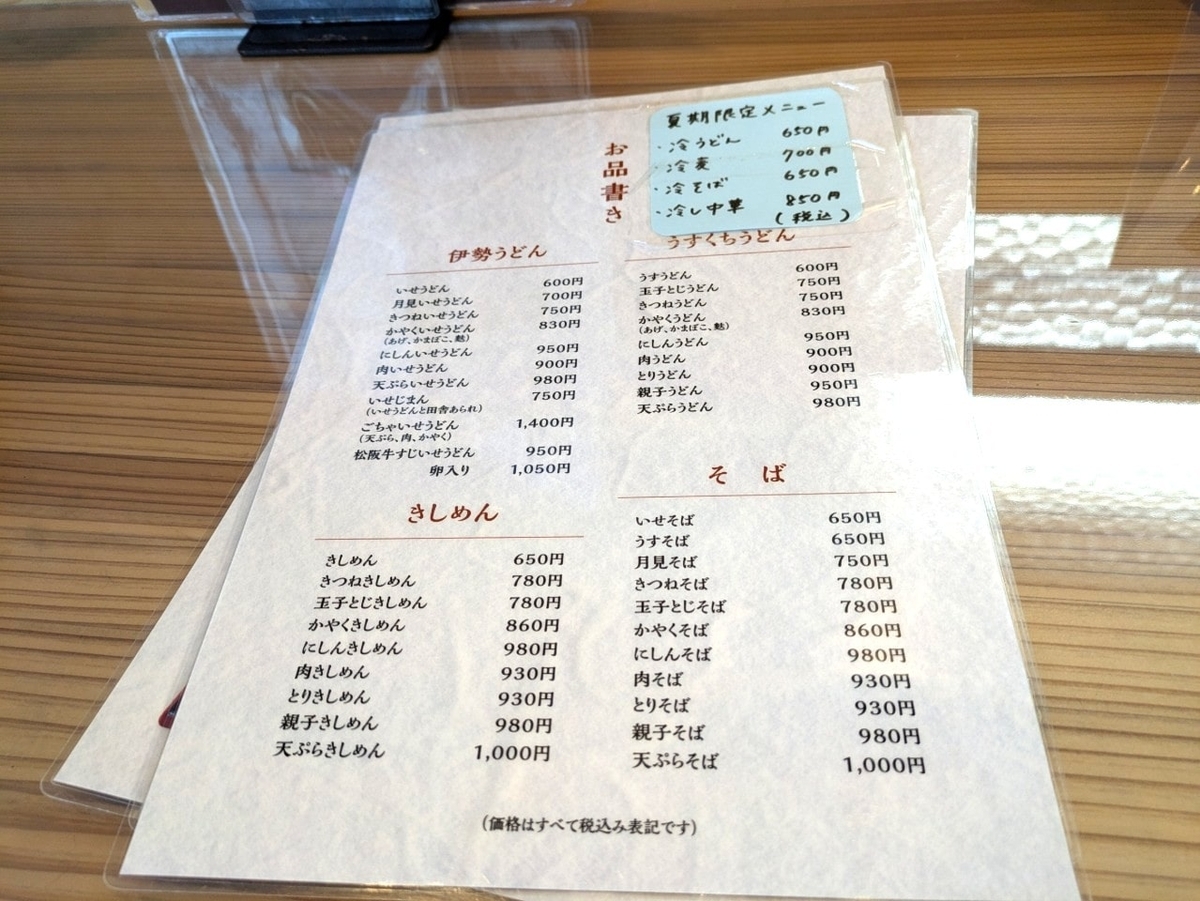 お品書き
夏期限定メニュー
・冷うどん 650円
・冷麦 700円
・冷そば 650円
・冷し中華 850円
(税込)
伊勢うどん
いせうどん 600円
月見いせうどん 700円
きつねいせうどん 750円
かやくいせうどん 830円
(あげ、かまぼこ、麩)
にしんいせうどん 950円
肉いせうどん 900円
天ぷらいせうどん 980円
いせじまん 750円
(いせうどんと田舎あられ)
ごちゃいせうどん 1,400円
(天ぷら、肉、かやく)
松阪牛すじいせうどん 950円
卵入り 1,050円
うすくちうどん
うすうどん 600円
玉子とじうどん 750円
きつねうどん 750円
かやくうどん 830円
(あげ、かまぼこ、麩)
にしんうどん 950円
肉うどん 900円
とりうどん 900円
親子うどん 950円
天ぷらうどん 980円
きしめん
きしめん 650円
きつねきしめん 780円
玉子とじきしめん 780円
かやくきしめん 860円
にしんきしめん 980円
肉きしめん 930円
とりきしめん 930円
親子きしめん 980円
天ぷらきしめん 1,000円
そば
いせそば 650円
うすそば 650円
月見そば 750円
きつねそば 780円
玉子とじそば 780円
かやくそば 860円
にしんそば 980円
肉そば 930円
とりそば 930円
親子そば 980円
天ぷらそば 1,000円
(価格はすべて税込み表記です)